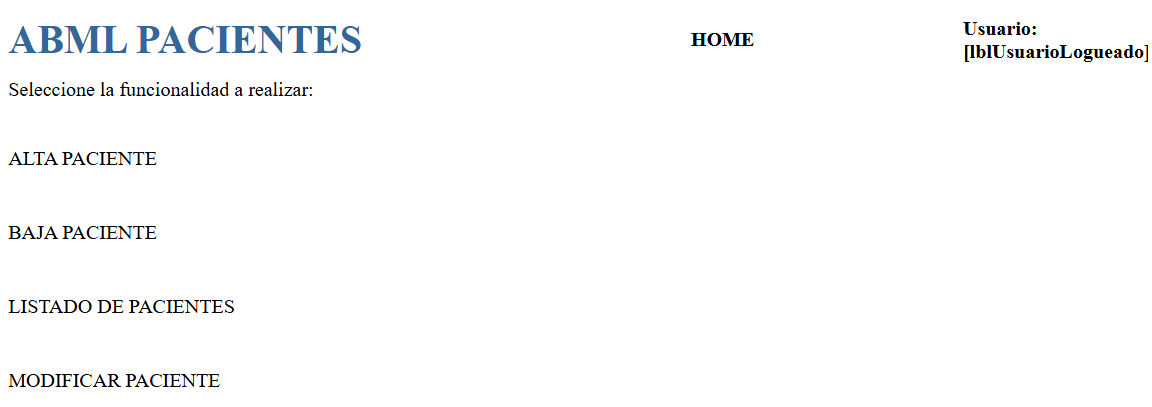 ABML PACIENTES
HOME
Usuario:
[lblUsuarioLogueado]
Seleccione la funcionalidad a realizar:
ALTA PACIENTE
BAJA PACIENTE
LISTADO DE PACIENTES
MODIFICAR PACIENTE